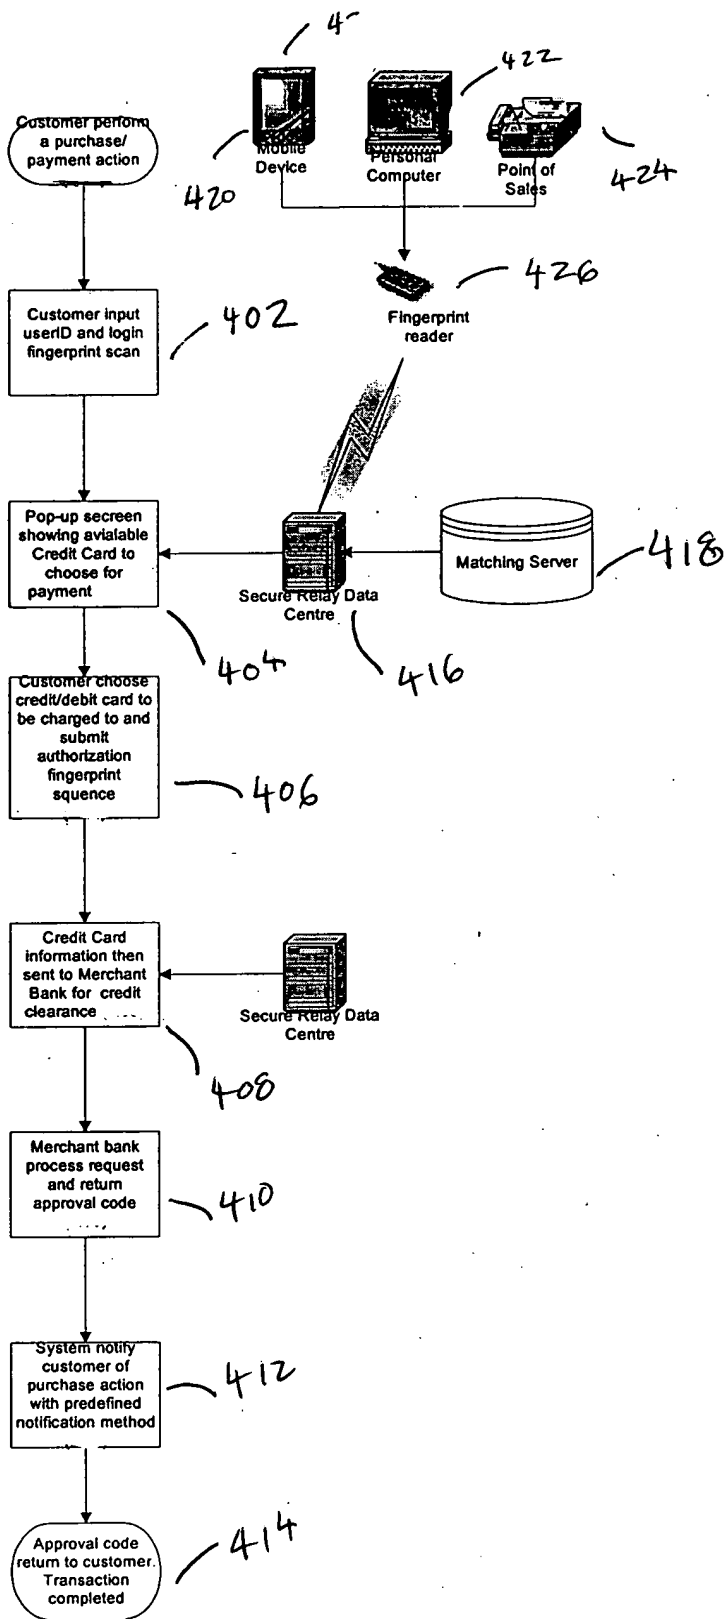 4-
422
Customer perform
a purchase/
payment action
Mobile
Device
Personal
Computer
Point of
Sales
420
424
426
Fingerprint
reader
Customer input
userID and login
fingerprint scan
402
Pop-up secreen
showing avialable
Credit Card to
choose for
payment
Secure Relay Data
Centre
Matching Server
418
404
416
Customer choose
credit/debit card to
be charged to and
submit
authorization
fingerprint
squence
406
Credit Card
information then
sent to Merchant
Bank for credit
clearance
Secure Relay Data
Centre
408
Merchant bank
process request
and return
approval code
410
System notify
customer of
purchase action
with predefined
notification method
412
Approval code
return to customer.
Transaction
completed
414